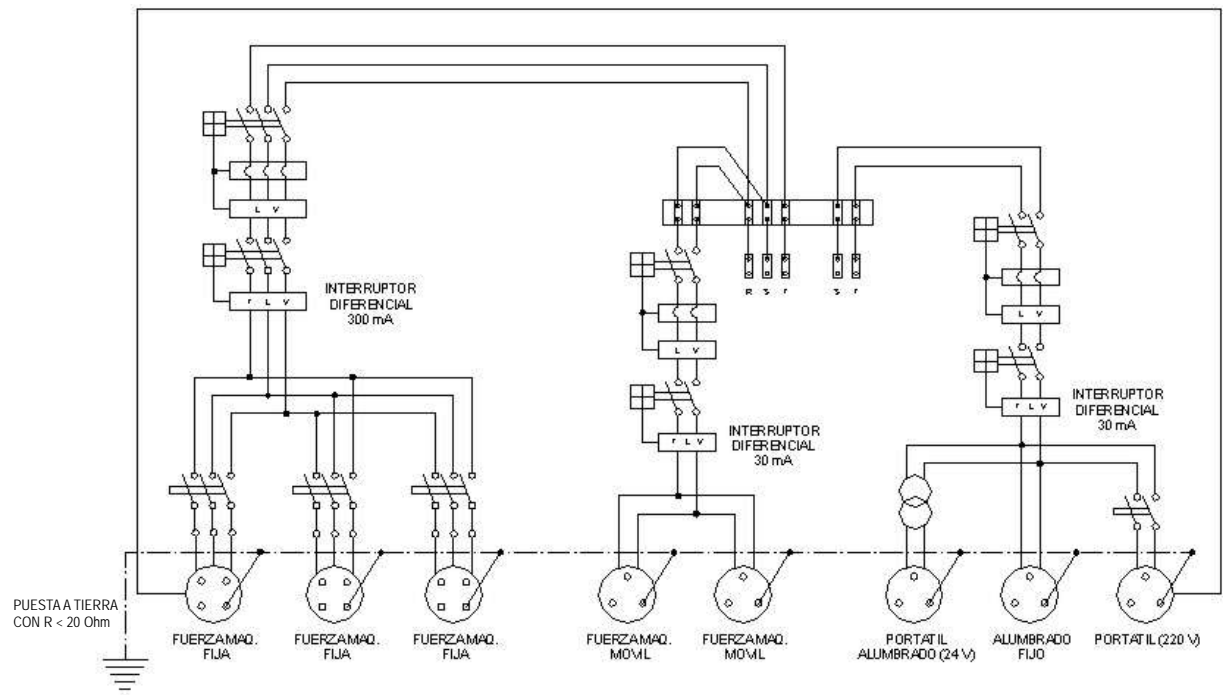 L V
R S T
S T
r L V
INTERRUPTOR
DIFERENCIAL
300 mA
L V
L V
r L V
INTERRUPTOR
DIFERENCIAL
30 mA
r L V
INTERRUPTOR
DIFERENCIAL
30 mA
PUESTA A TIERRA
CON R < 20 Ohm
FUERZA MAQ.
FIJA
FUERZA MAQ.
FIJA
FUERZA MAQ.
FIJA
FUERZA MAQ.
MOVIL
FUERZA MAQ.
MOVIL
PORTATIL
ALUMBRADO (24 V)
ALUMBRADO
FIJO
PORTATIL (220 V)